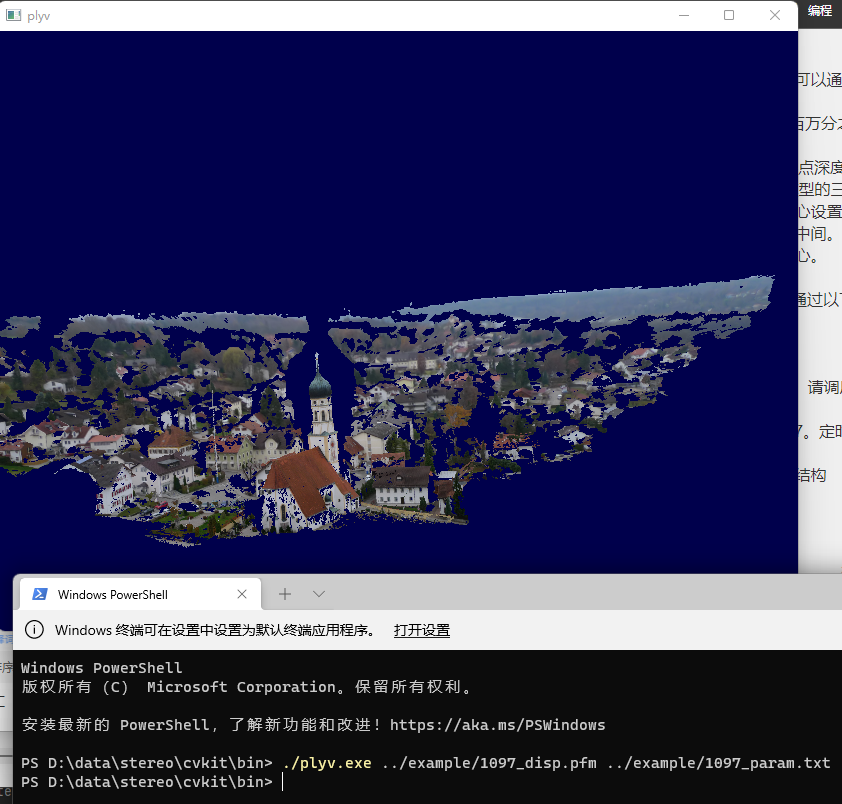 plyv
编程
可以通
百万分之
点深度
型的三
心设置
中间。
心。
通过以下
请调用
7。定时
结构
Windows PowerShell
Windows 终端可在设置中设置为默认终端应用程序。 打开设置
Windows PowerShell
版权所有 (C) Microsoft Corporation。保留所有权利。
安装最新的 PowerShell，了解新功能和改进！https://aka.ms/PSWindows
PS D:\data\stereo\cvkit\bin> ./plyv.exe ../example/1097_disp.pfm ../example/1097_param.txt
PS D:\data\stereo\cvkit\bin>